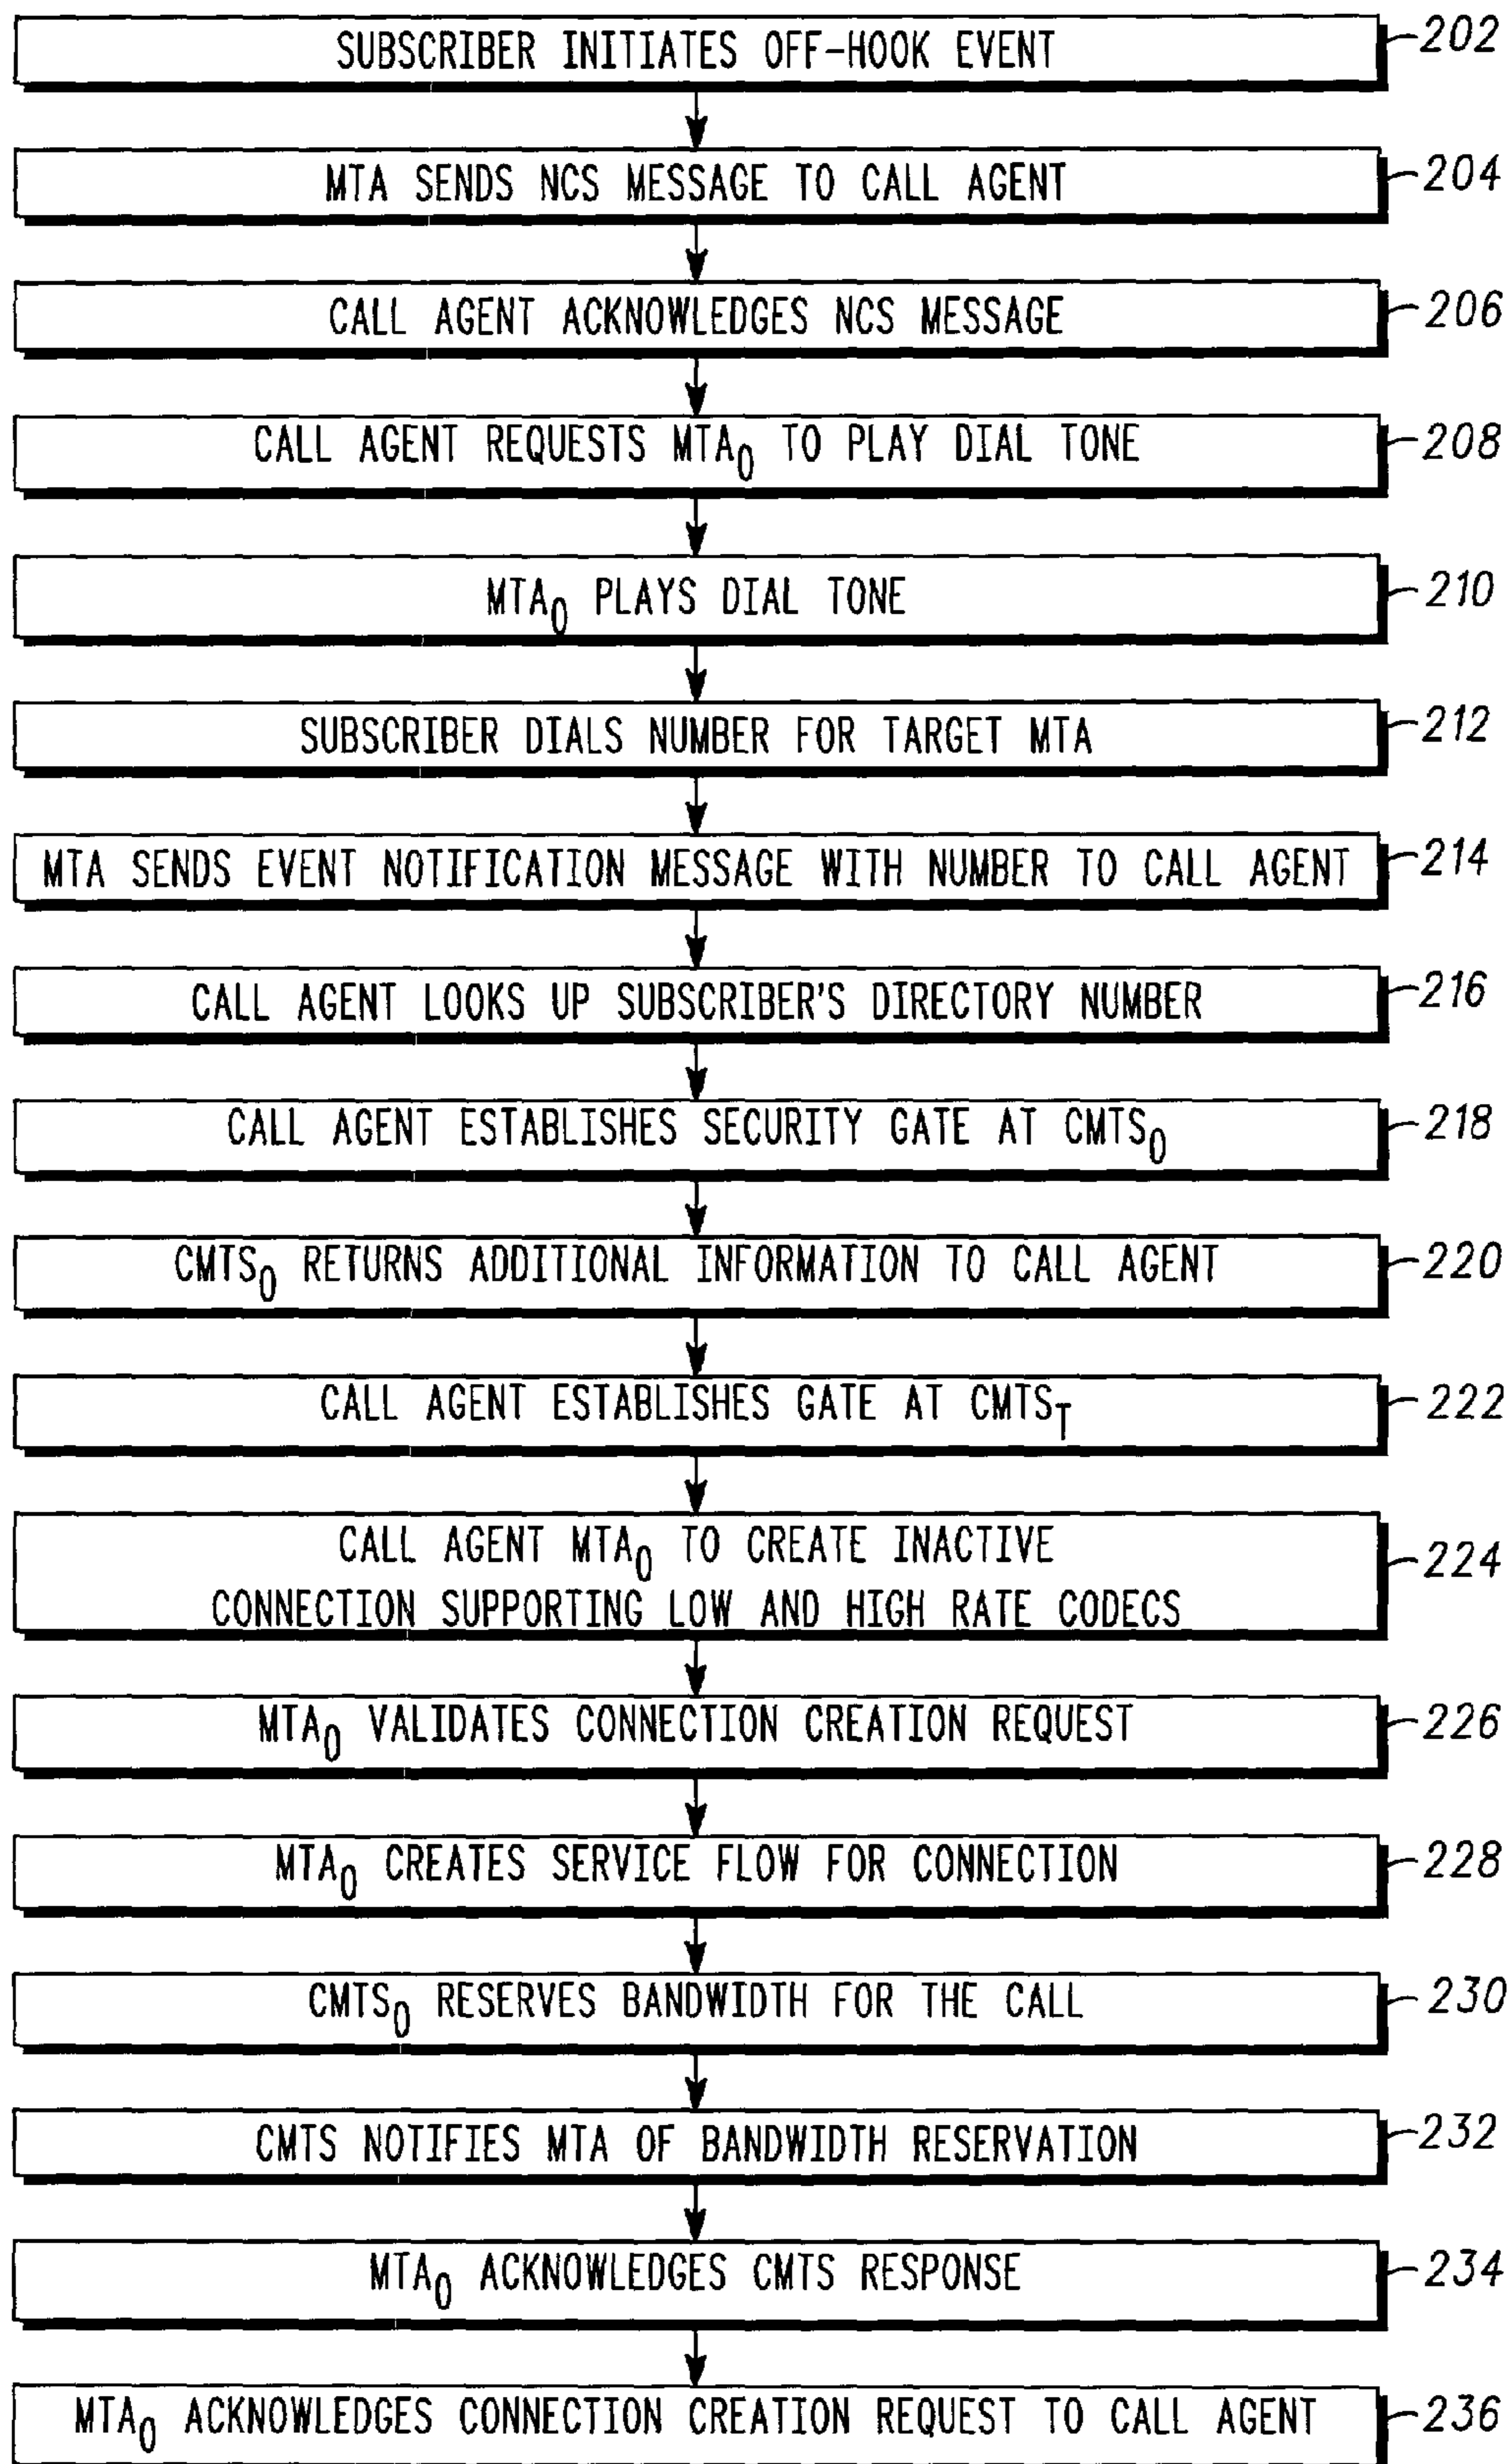 SUBSCRIBER INITIATES OFF-HOOK EVENT 202
MTA SENDS NCS MESSAGE TO CALL AGENT 204
CALL AGENT ACKNOWLEDGES NCS MESSAGE 206
CALL AGENT REQUESTS MTA₀ TO PLAY DIAL TONE 208
MTA₀ PLAYS DIAL TONE 210
SUBSCRIBER DIALS NUMBER FOR TARGET MTA 212
MTA SENDS EVENT NOTIFICATION MESSAGE WITH NUMBER TO CALL AGENT 214
CALL AGENT LOOKS UP SUBSCRIBER'S DIRECTORY NUMBER 216
CALL AGENT ESTABLISHES SECURITY GATE AT CMTS₀ 218
CMTS₀ RETURNS ADDITIONAL INFORMATION TO CALL AGENT 220
CALL AGENT ESTABLISHES GATE AT CMTS_T 222
CALL AGENT MTA₀ TO CREATE INACTIVE
CONNECTION SUPPORTING LOW AND HIGH RATE CODECS 224
MTA₀ VALIDATES CONNECTION CREATION REQUEST 226
MTA₀ CREATES SERVICE FLOW FOR CONNECTION 228
CMTS₀ RESERVES BANDWIDTH FOR THE CALL 230
CMTS NOTIFIES MTA OF BANDWIDTH RESERVATION 232
MTA₀ ACKNOWLEDGES CMTS RESPONSE 234
MTA₀ ACKNOWLEDGES CONNECTION CREATION REQUEST TO CALL AGENT 236